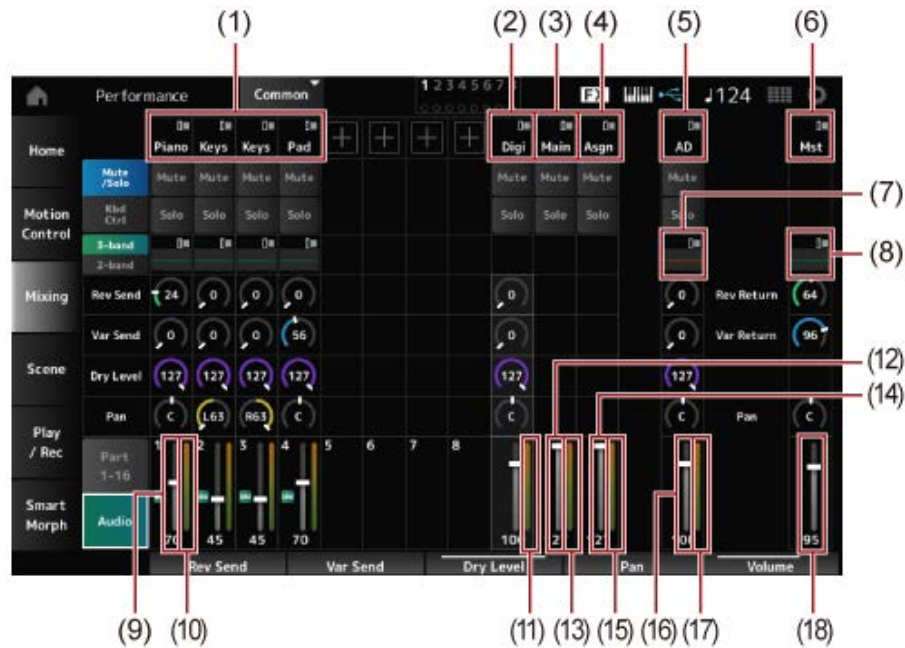 (1) (2) (3) (4) (5) (6)
Performance Common 1 2 3 4 5 6 7 ♩124
Home Piano Keys Keys Pad + + + + Digi Main Asgn AD Mst
Mute /Solo Mute Mute Mute Mute Mute Mute Mute Mute
(7)
Motion Control Kbd Ctrl Solo Solo Solo Solo Solo Solo Solo Solo
3-band
2-band
(8)
Mixing Rev Send 24 0 0 0 0 0 Rev Return 64
Var Send 0 0 0 56 0 0 Var Return 96
(12)
Scene Dry Level 127 127 127 127 127 127
(14)
Pan C L63 R63 C C C Pan C
Play / Rec Part 1-16 1 2 3 4 5 6 7 8
Smart Morph Audio 70 45 45 70 95
Rev Send Var Send Dry Level Pan Volume
(9) (10) (11) (13) (15) (16) (17) (18)